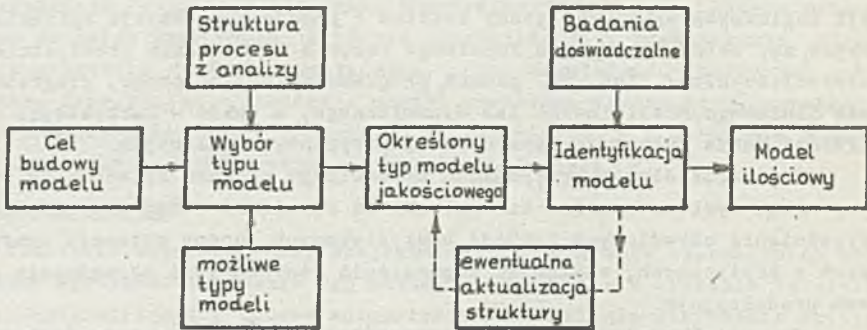 Struktura
procesu
z analizy
Badania
doświadczalne
Cel
budowy
modelu
Wybór
typu
modelu
Określony
typ modelu
jakościowego
Identyfikacja
modelu
Model
ilościowy
możliwe
typy
modeli
ewentualna
aktualizacja
struktury